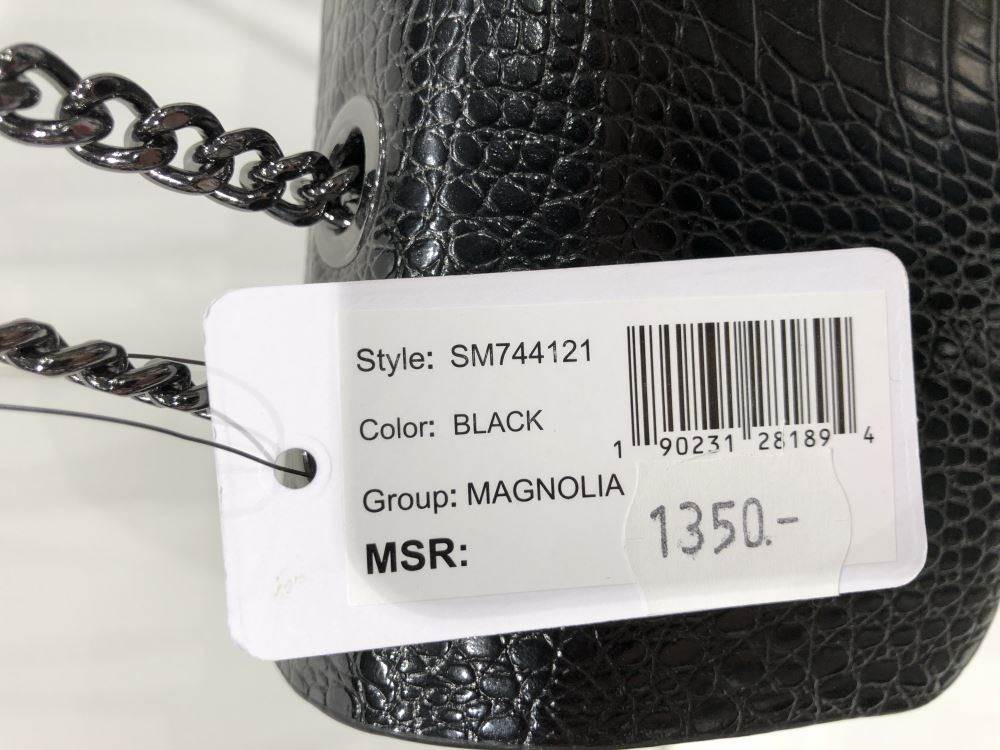 Style: SM744121
Color: BLACK
Group: MAGNOLIA
MSR:
1 90231 28189 4
1350.-